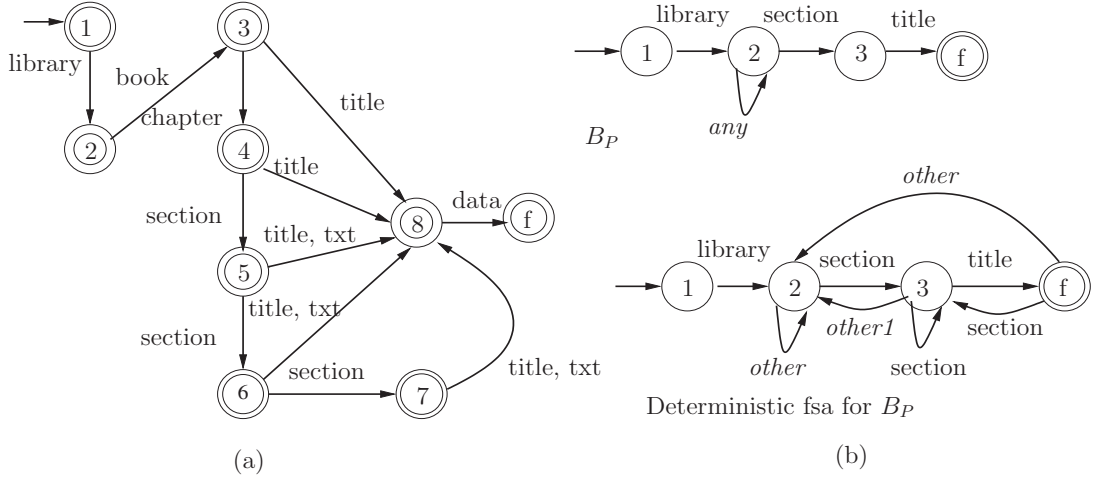 1
library
2
book
3
chapter
title
4
title
section
8
data
f
title, txt
5
title, txt
section
6
section
7
title, txt
(a)
1
library
2
section
3
title
f
any
B_P
other
1
library
2
section
3
title
f
other1
section
other
section
Deterministic fsa for B_P
(b)